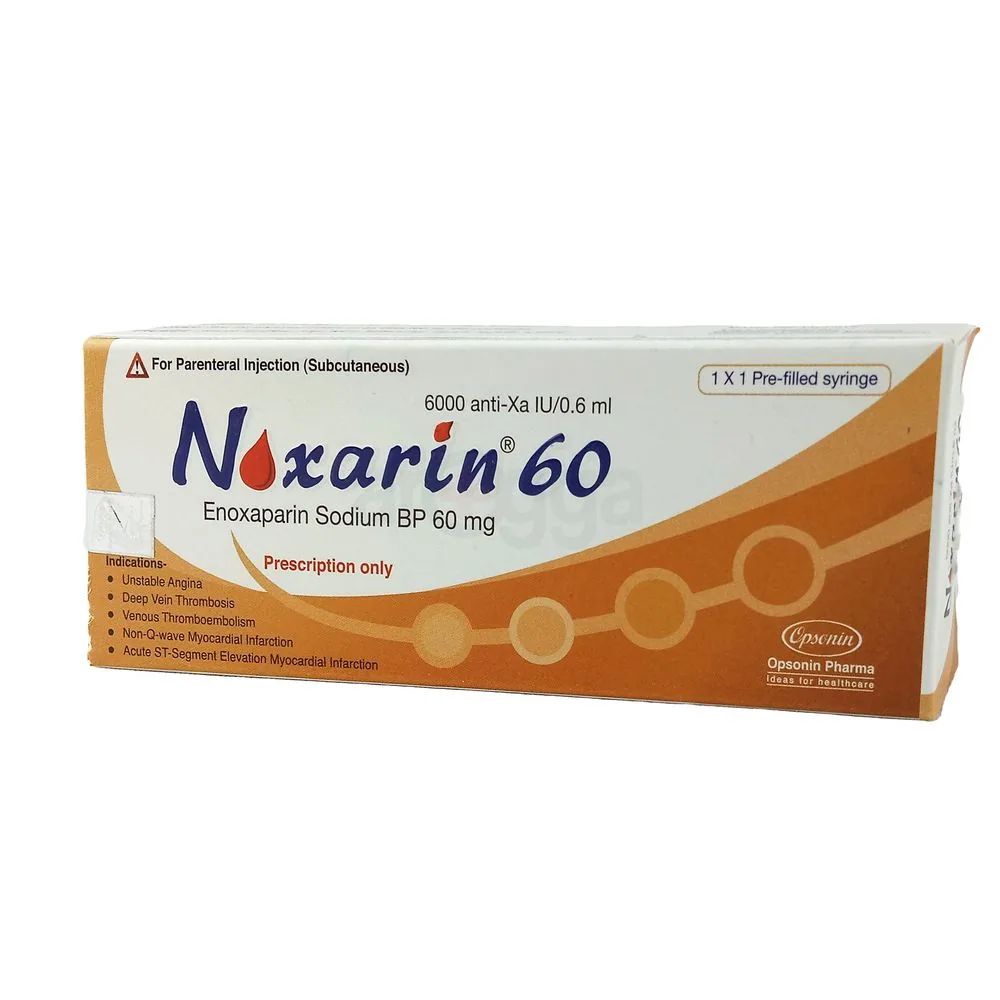 For Parenteral Injection (Subcutaneous)
1 X 1 Pre-filled syringe
6000 anti-Xa IU/0.6 ml
Noxarin® 60
Enoxaparin Sodium BP 60 mg
Prescription only
Indications-
• Unstable Angina
• Deep Vein Thrombosis
• Venous Thromboembolism
• Non-Q-wave Myocardial Infarction
• Acute ST-Segment Elevation Myocardial Infarction
Opsonin
Opsonin Pharma
Ideas for healthcare